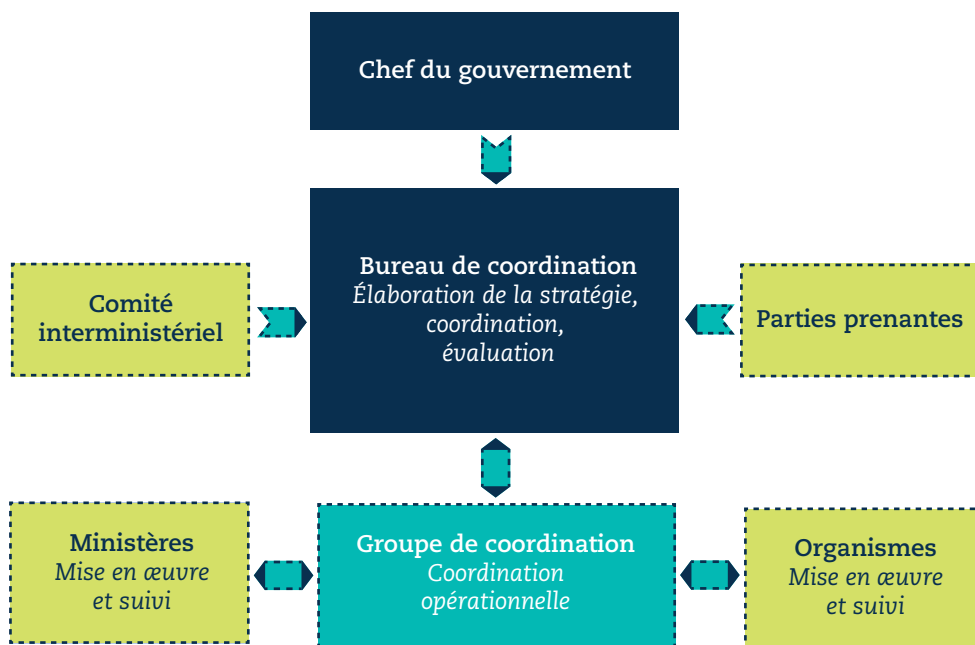 Chef du gouvernement
Bureau de coordination
Élaboration de la stratégie,
coordination,
évaluation
Comité
interministériel
Parties prenantes
Ministères
Mise en œuvre
et suivi
Groupe de coordination
Coordination
opérationnelle
Organismes
Mise en œuvre
et suivi